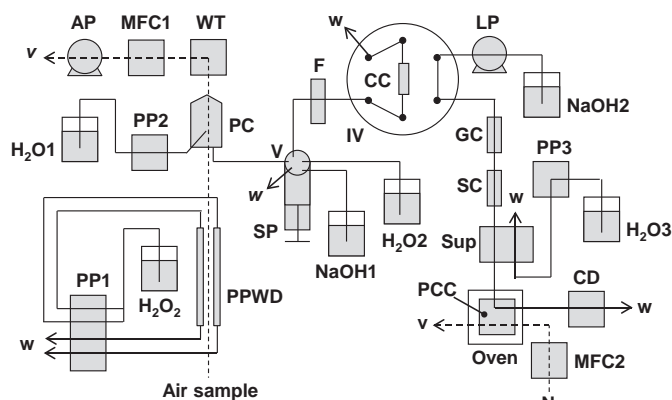 AP MFC1 WT
v
PP2 PC
H2O1
F
w
CC
IV
LP
NaOH2
GC
V
w
SP
NaOH1
H2O2
SC
PP3
w
Sup
H2O3
PP1
H2O2
PPWD
w
Air sample
PCC
CD
v
w
Oven
MFC2